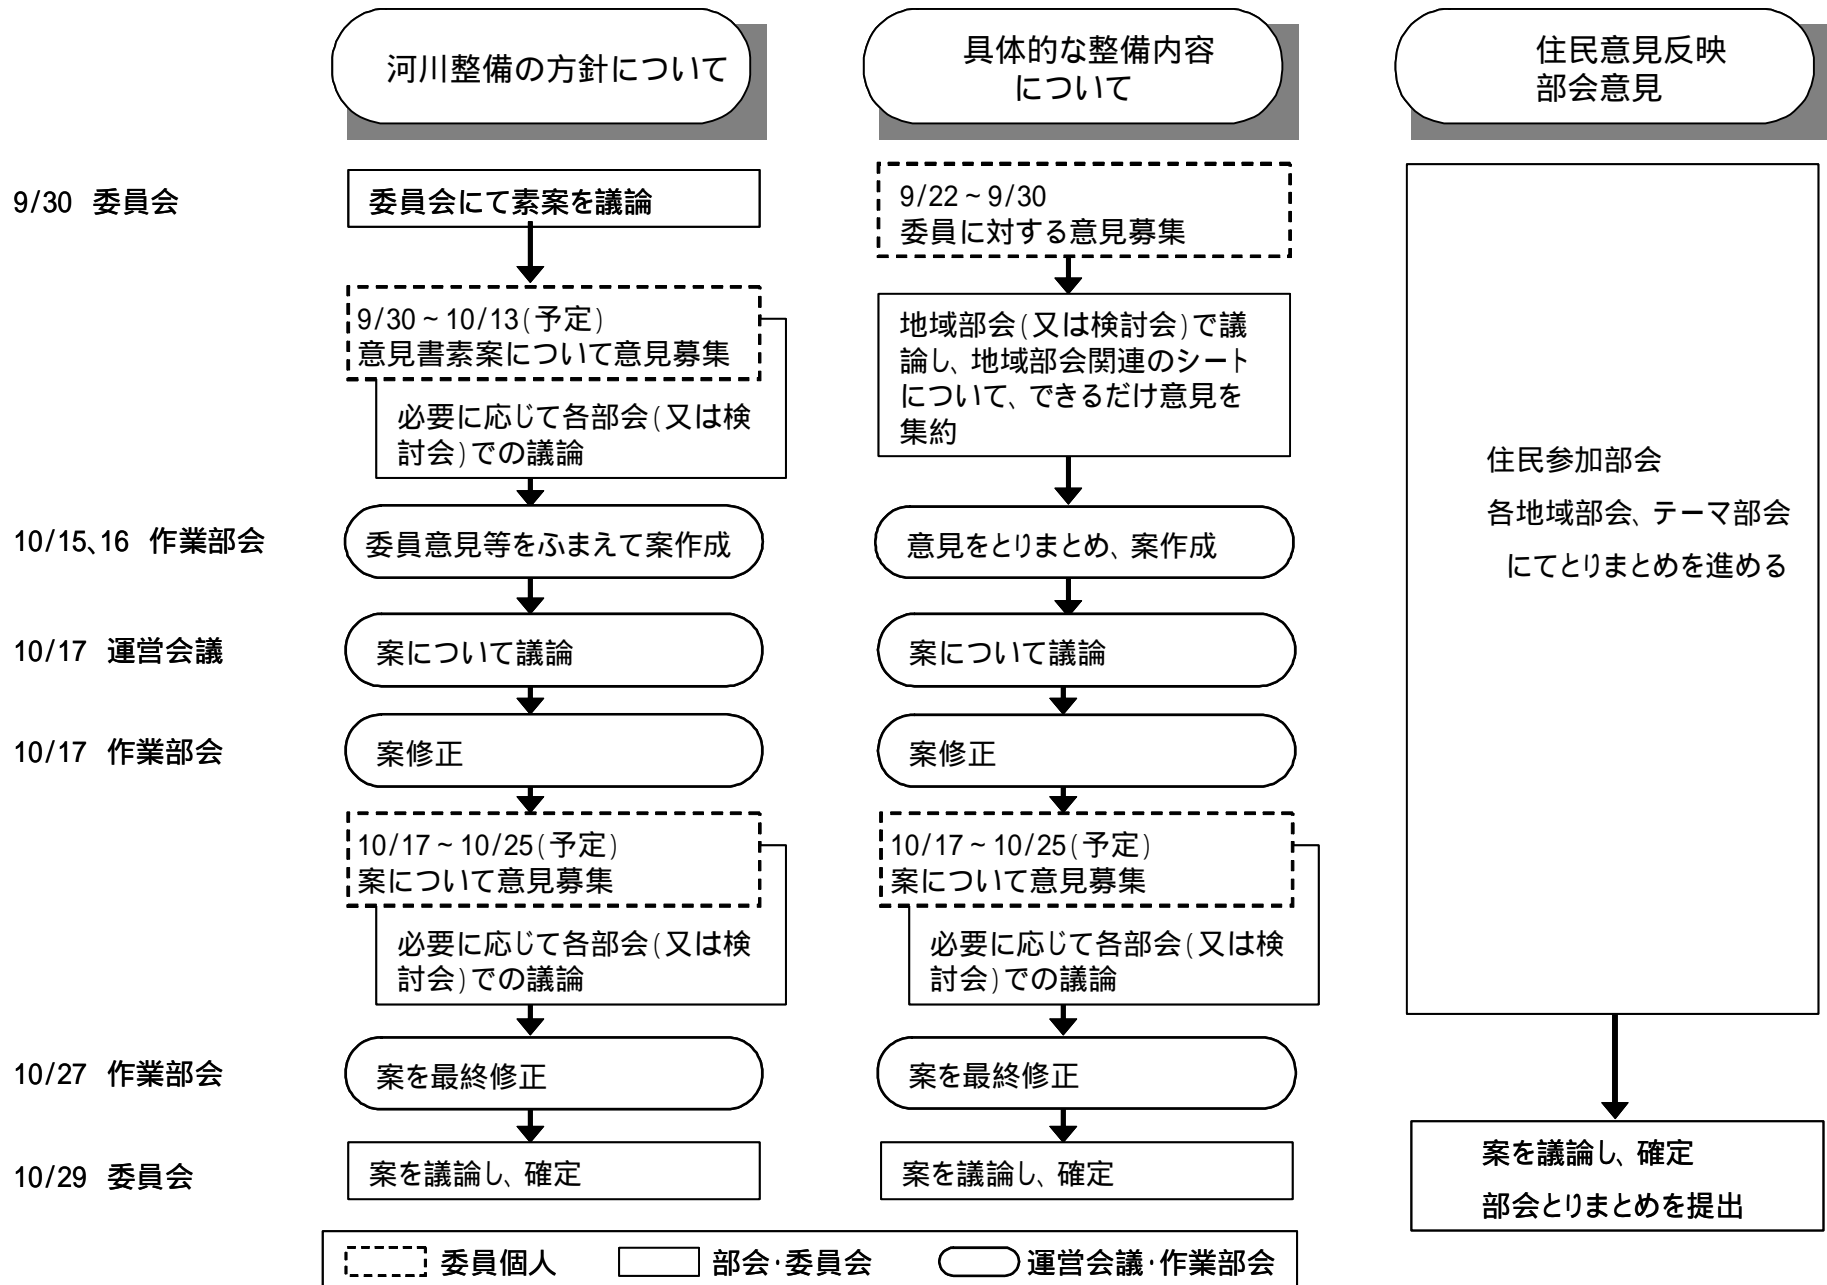 河川整備の方針について
具体的な整備内容
について
住民意見反映
部会意見
9/30 委員会
委員会にて素案を議論
9/22～9/30
委員に対する意見募集
9/30～10/13(予定)
意見書素案について意見募集
必要に応じて各部会(又は検
討会)での議論
地域部会(又は検討会)で議
論し、地域部会関連のシート
について、できるだけ意見を
集約
住民参加部会
各地域部会、テーマ部会
にてとりまとめを進める
10/15、16 作業部会
委員意見等をふまえて案作成
意見をとりまとめ、案作成
10/17 運営会議
案について議論
案について議論
10/17 作業部会
案修正
案修正
10/17～10/25(予定)
案について意見募集
必要に応じて各部会(又は検
討会)での議論
10/17～10/25(予定)
案について意見募集
必要に応じて各部会(又は検
討会)での議論
10/27 作業部会
案を最終修正
案を最終修正
10/29 委員会
案を議論し、確定
案を議論し、確定
案を議論し、確定
部会とりまとめを提出
委員個人
部会・委員会
運営会議・作業部会